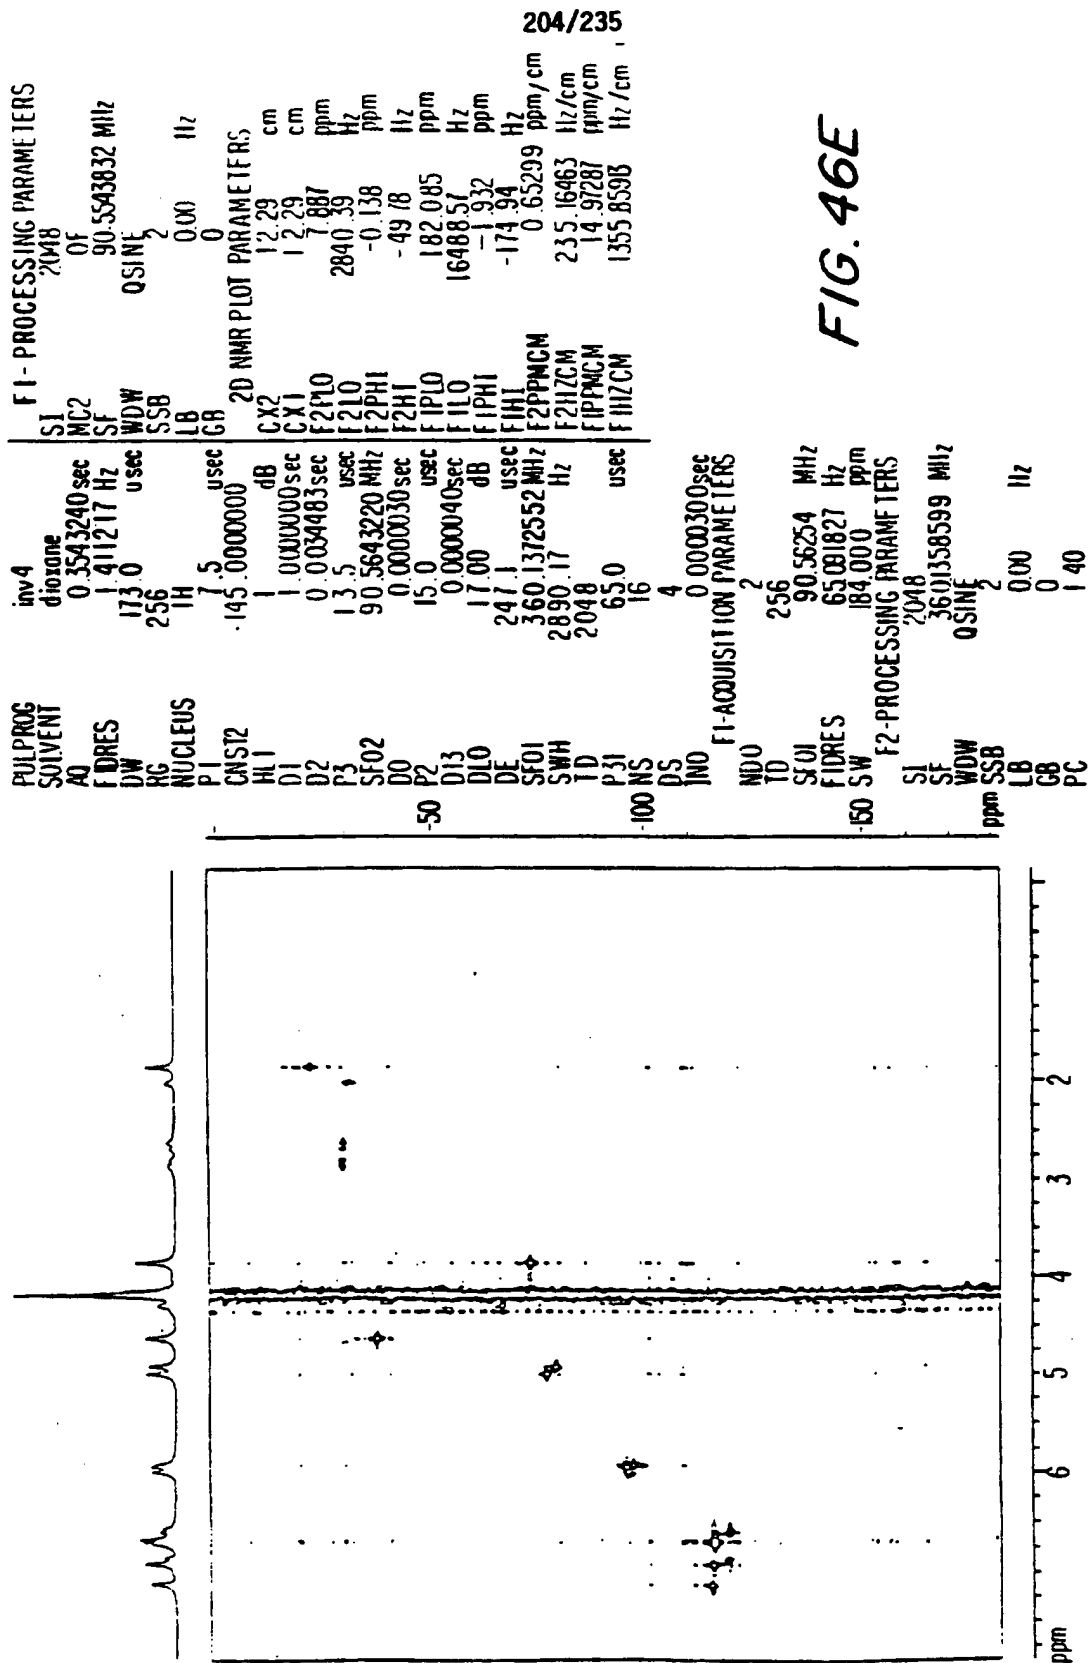 204/235
PULPROG inv4
SOLVENT dioxane
AQ 0.3543240 sec
FIDRES 1.411217 Hz
DW 173.0 usec
RG 256
NUCLEUS 1H
P1 7.5 usec
CNST2 -145.0000000
HL1 1 dB
D1 1.0000000 sec
D2 0.0034483 sec
P3 13.5 usec
SFO2 90.5643220 MHz
D0 0.0000030 sec
P2 15.0 usec
D13 0.0000040 sec
DLO 17.00 dB
DE 247.1 usec
SFO1 360.1372552 MHz
SWH 2890.17 Hz
TD 2048
P31 65.0 usec
NS 16
DS 4
INO 0.0000300 sec
F1-ACQUISITION PARAMETERS
NDO 2
TD 256
SFO1 90.56254 MHz
FIDRES 65.091827 Hz
SW 184.000 ppm
F2-PROCESSING PARAMETERS
SI 2048
SF 360.1358599 MHz
WDW QSINE
SSB 2
LB 0.00 Hz
GB 0
PC 1.40
F1-PROCESSING PARAMETERS
SI 2048
MC2 QF
SF 90.5543832 MHz
WDW QSINE
SSB 2
LB 0.00 Hz
GB 0
2D NMR PLOT PARAMETERS
CX2 12.29 cm
CX1 12.29 cm
F2PLO 7.887 ppm
F2LO 2840.39 Hz
F2PHI -0.138 ppm
F2HI -49.78 Hz
F1PLO 182.085 ppm
F1LO 16488.57 Hz
F1PHI -1.932 ppm
F1HI -174.94 Hz
F2PPMCM 0.65299 ppm/cm
F2HZCM 235.16463 Hz/cm
F1PPMCM 14.97287 ppm/cm
F1HZCM 1355.85913 Hz/cm
50
100
150
ppm
ppm 6 5 4 3 2
FIG. 46E